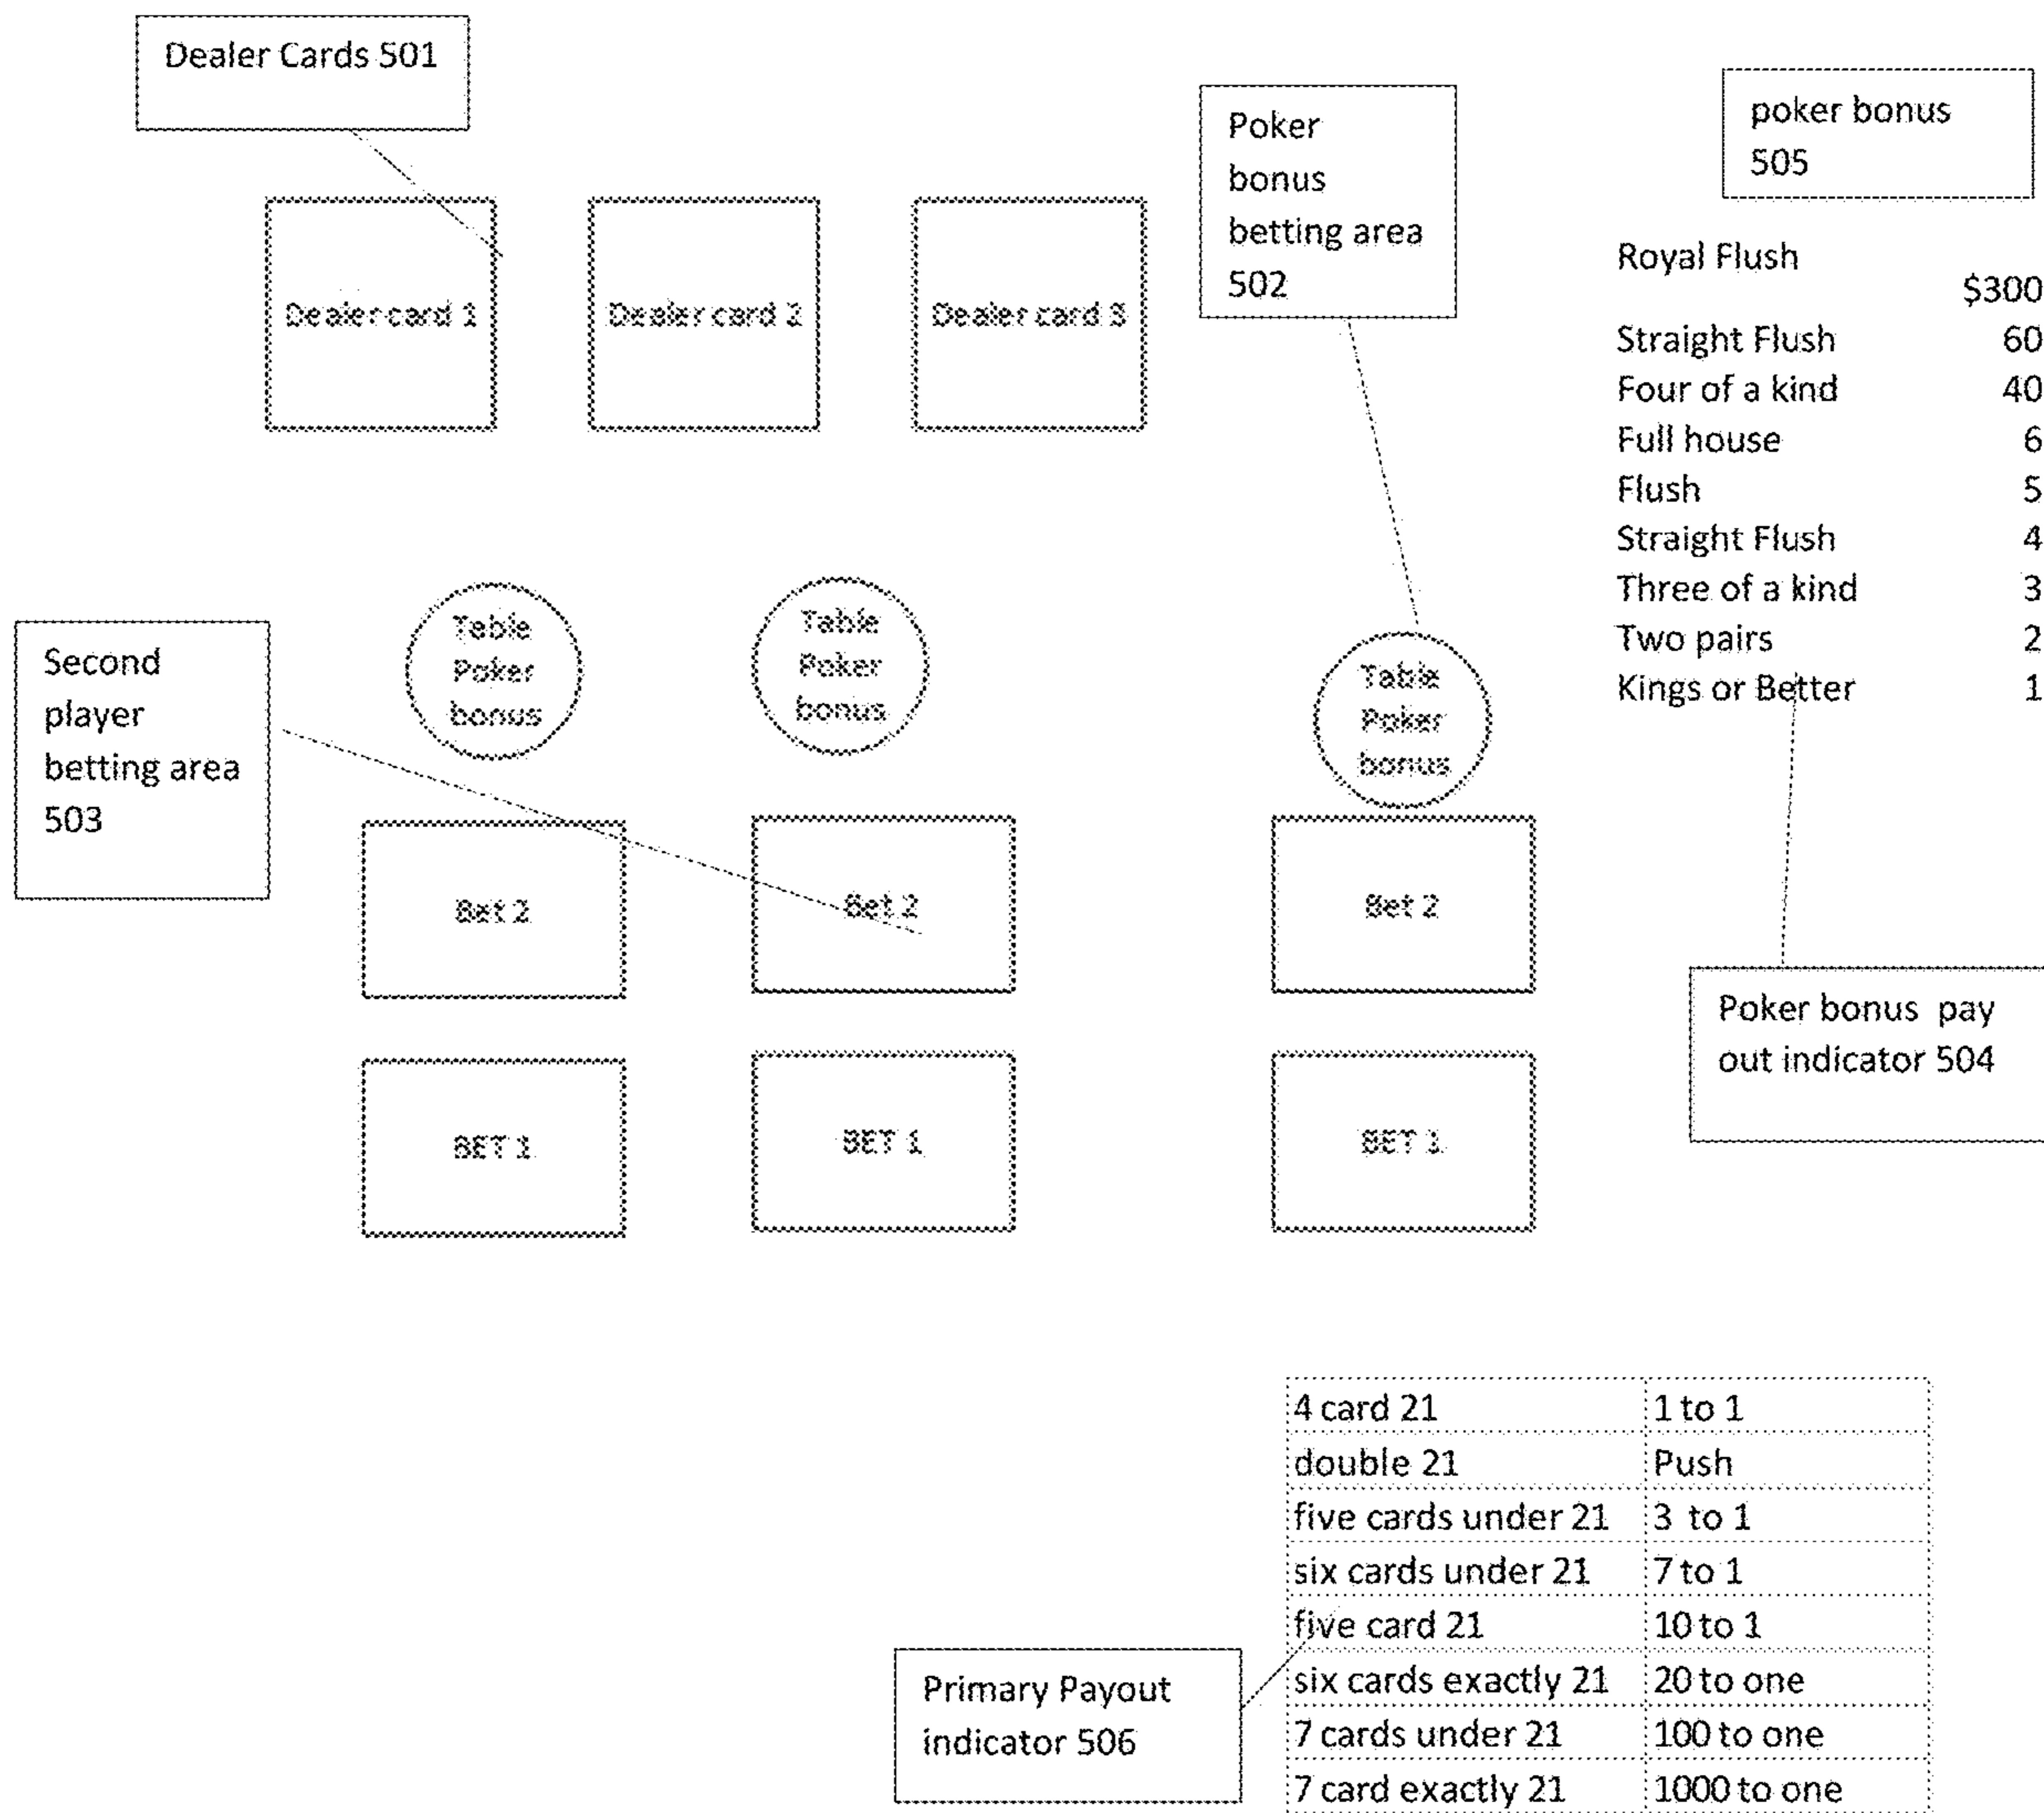 Dealer Cards 501
Poker
bonus
betting area
502
poker bonus
505
Dealer card 1
Dealer card 2
Dealer card 3
Royal Flush
$300
Straight Flush 60
Four of a kind 40
Full house 6
Flush 5
Straight Flush 4
Three of a kind 3
Two pairs 2
Kings or Better 1
Second
player
betting area
503
Table
Poker
bonus
Table
Poker
bonus
Table
Poker
bonus
Bet 2
Bet 2
Bet 2
BET 1
BET 1
BET 1
Poker bonus pay
out indicator 504
Primary Payout
indicator 506
4 card 21 1 to 1
double 21 Push
five cards under 21 3 to 1
six cards under 21 7 to 1
five card 21 10 to 1
six cards exactly 21 20 to one
7 cards under 21 100 to one
7 card exactly 21 1000 to one